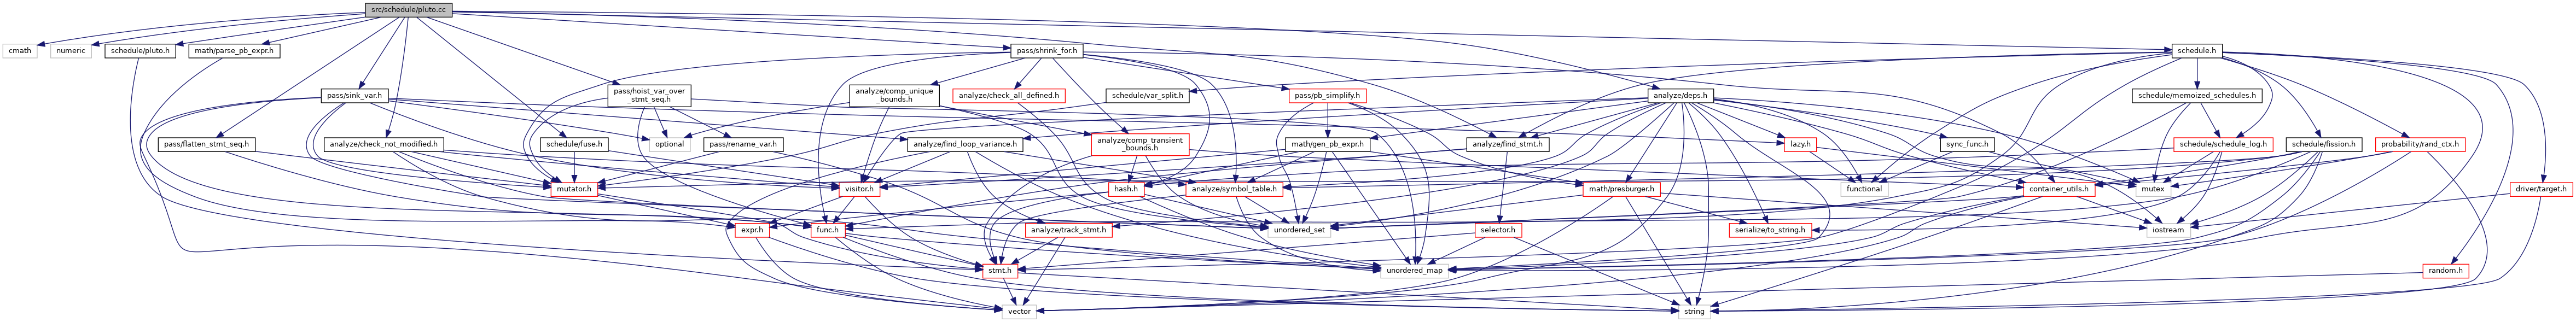 src/schedule/pluto.cc
cmath
numeric
schedule/pluto.h
math/parse_pb_expr.h
pass/shrink_for.h
schedule.h
pass/sink_var.h
pass/hoist_var_over
_stmt_seq.h
analyze/comp_unique
_bounds.h
analyze/check_all_defined.h
schedule/var_split.h
pass/pb_simplify.h
analyze/deps.h
schedule/memoized_schedules.h
pass/flatten_stmt_seq.h
analyze/check_not_modified.h
schedule/fuse.h
optional
pass/rename_var.h
analyze/find_loop_variance.h
analyze/comp_transient
_bounds.h
math/gen_pb_expr.h
analyze/find_stmt.h
lazy.h
sync_func.h
schedule/schedule_log.h
schedule/fission.h
probability/rand_ctx.h
mutator.h
visitor.h
hash.h
analyze/symbol_table.h
math/presburger.h
functional
container_utils.h
mutex
driver/target.h
expr.h
func.h
analyze/track_stmt.h
unordered_set
selector.h
serialize/to_string.h
iostream
stmt.h
unordered_map
random.h
vector
string